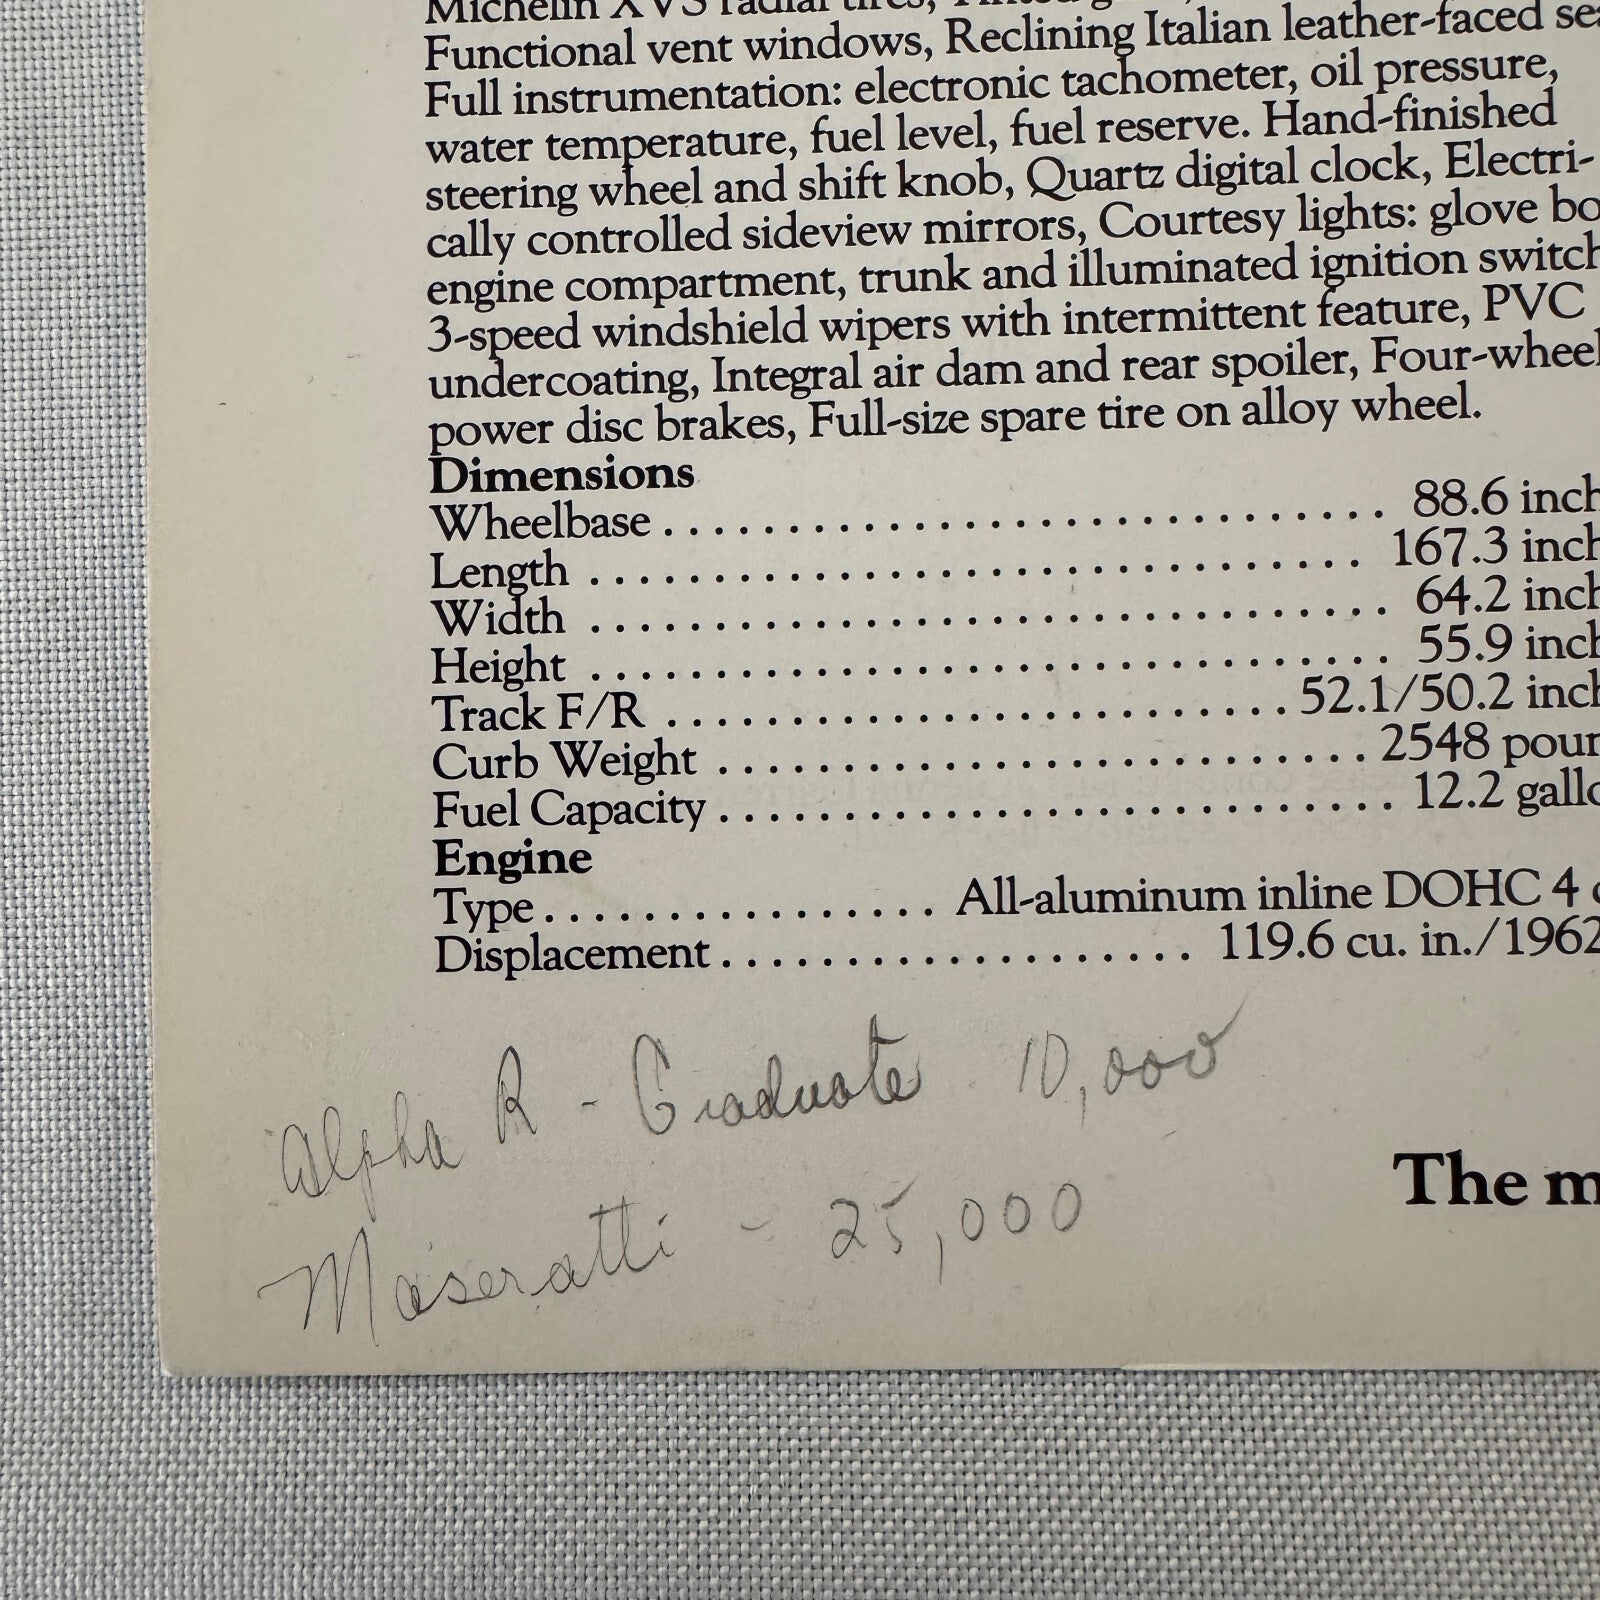 Michelin XVS radial tires,
Functional vent windows, Reclining Italian leather-faced sea
Full instrumentation: electronic tachometer, oil pressure,
water temperature, fuel level, fuel reserve. Hand-finished
steering wheel and shift knob, Quartz digital clock, Electri-
cally controlled sideview mirrors, Courtesy lights: glove bo
engine compartment, trunk and illuminated ignition switch
3-speed windshield wipers with intermittent feature, PVC
undercoating, Integral air dam and rear spoiler, Four-wheel
power disc brakes, Full-size spare tire on alloy wheel.
Dimensions
Wheelbase . . . . . . . . . . . . . . . . . . . . . . . . . . . . . 88.6 inch
Length . . . . . . . . . . . . . . . . . . . . . . . . . . . . . . . 167.3 inch
Width . . . . . . . . . . . . . . . . . . . . . . . . . . . . . . . . 64.2 inch
Height . . . . . . . . . . . . . . . . . . . . . . . . . . . . . . . . 55.9 inch
Track F/R . . . . . . . . . . . . . . . . . . . . . . . . . 52.1/50.2 inch
Curb Weight . . . . . . . . . . . . . . . . . . . . . . . . . . 2548 poun
Fuel Capacity . . . . . . . . . . . . . . . . . . . . . . . . . . . 12.2 gallo
Engine
Type . . . . . . . . . . . . . . . . All-aluminum inline DOHC 4 c
Displacement . . . . . . . . . . . . . . . . . . . 119.6 cu. in./1962
Alpha R - Graduate 10,000
Maseratti - 25,000
The m